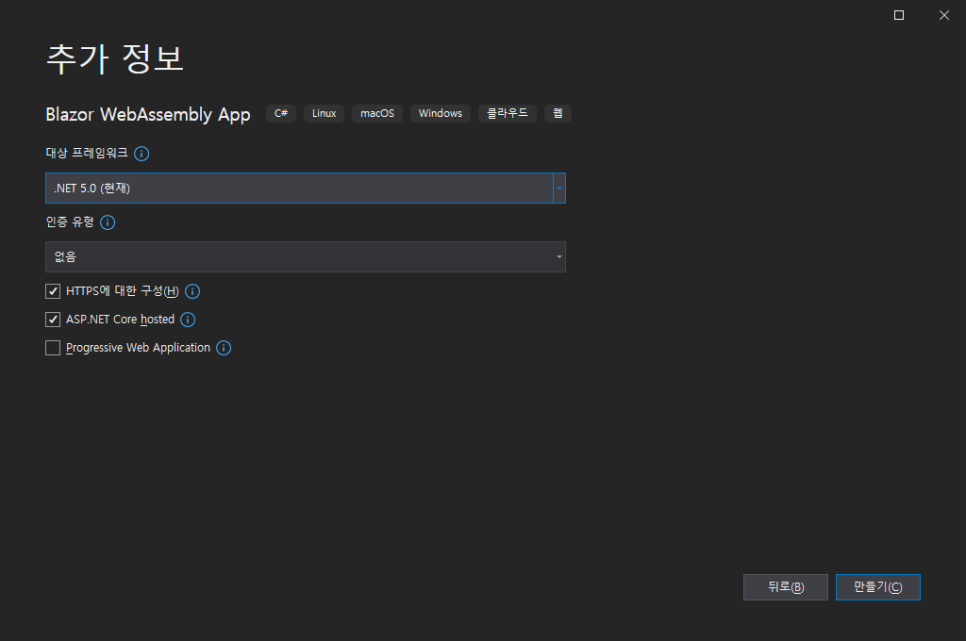 추가 정보
Blazor WebAssembly App C# Linux macOS Windows 클라우드 웹
대상 프레임워크
.NET 5.0 (현재)
인증 유형
없음
HTTPS에 대한 구성(H)
ASP.NET Core hosted
Progressive Web Application
뒤로(B) 만들기(C)